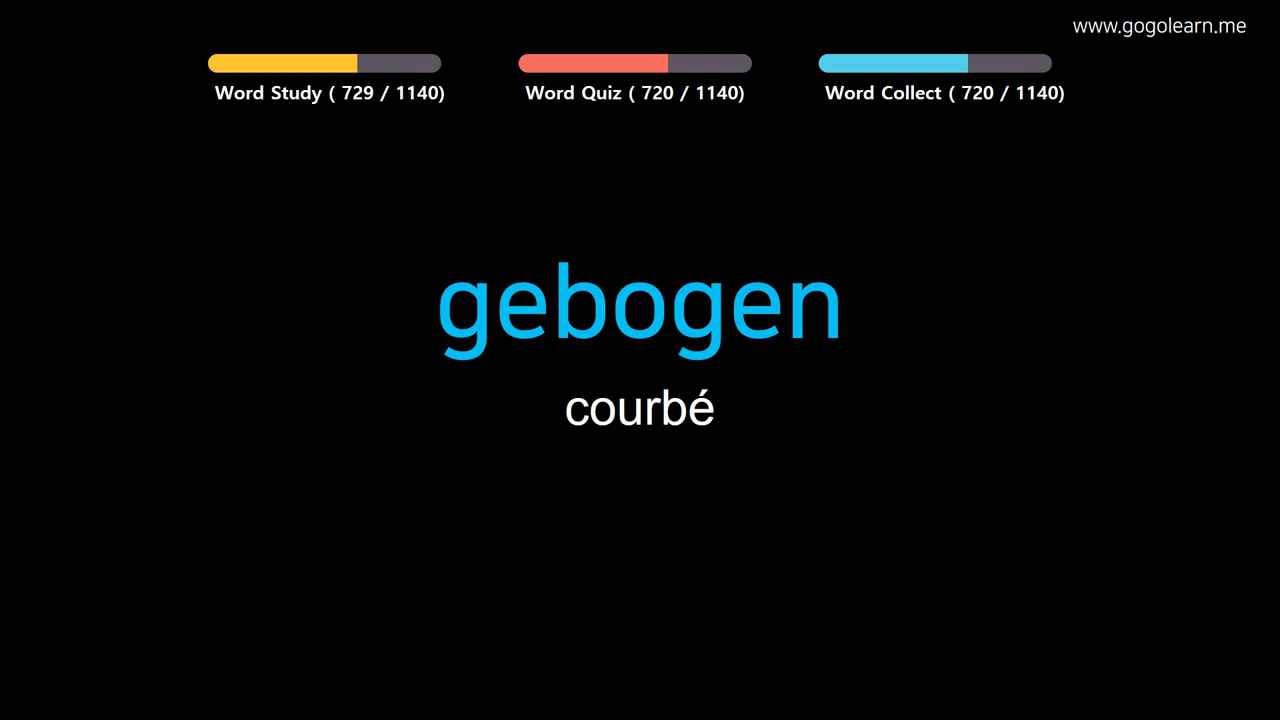 www.gogolearn.me
Word Study ( 729 / 1140)
Word Quiz ( 720 / 1140)
Word Collect ( 720 / 1140)
gebogen
courbé